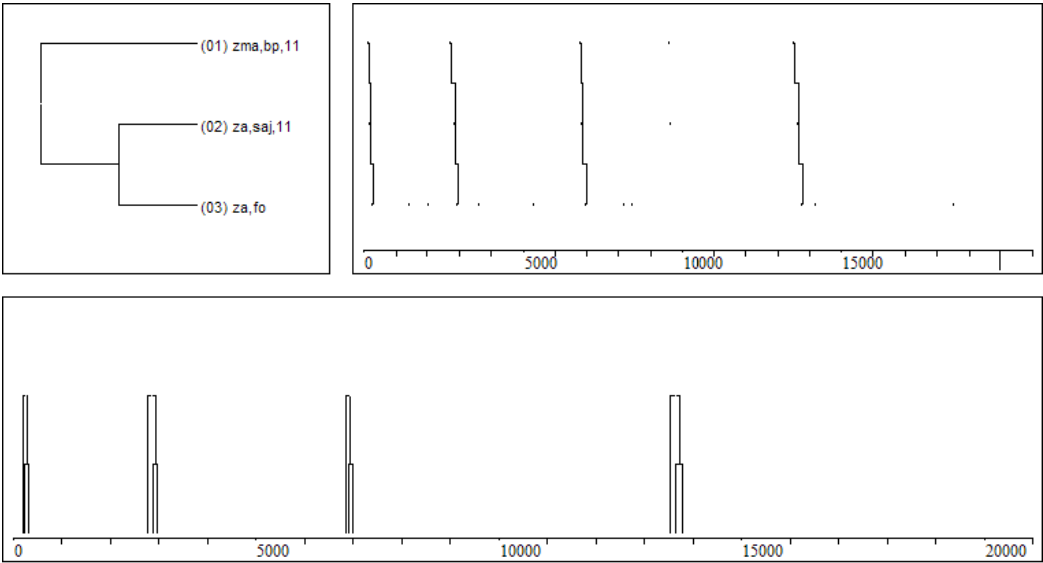 (01) zma,bp,11
(02) za,saj,11
(03) za,fo
0 5000 10000 15000
0 5000 10000 15000 20000